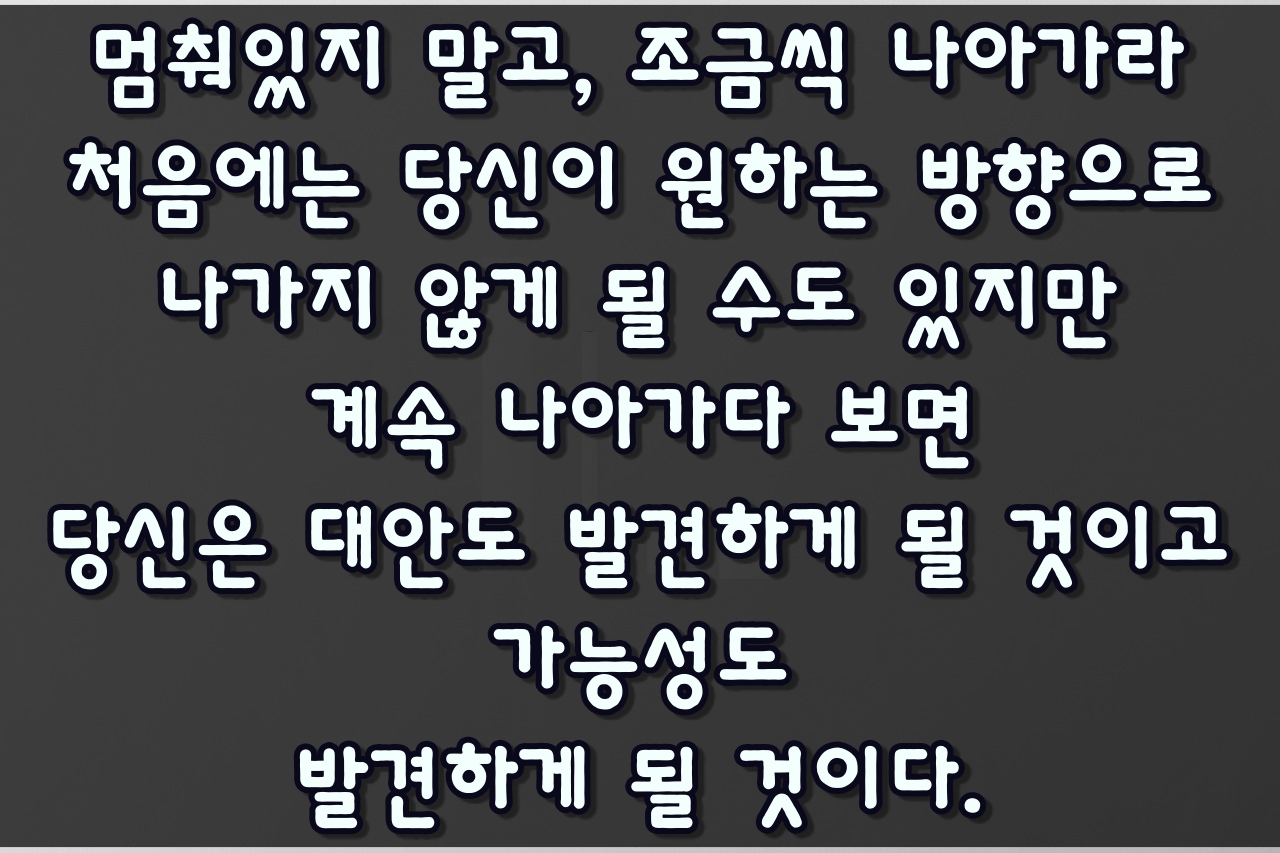 멈춰있지 말고, 조금씩 나아가라
처음에는 당신이 원하는 방향으로
나가지 않게 될 수도 있지만
계속 나아가다 보면
당신은 대안도 발견하게 될 것이고
가능성도
발견하게 될 것이다.